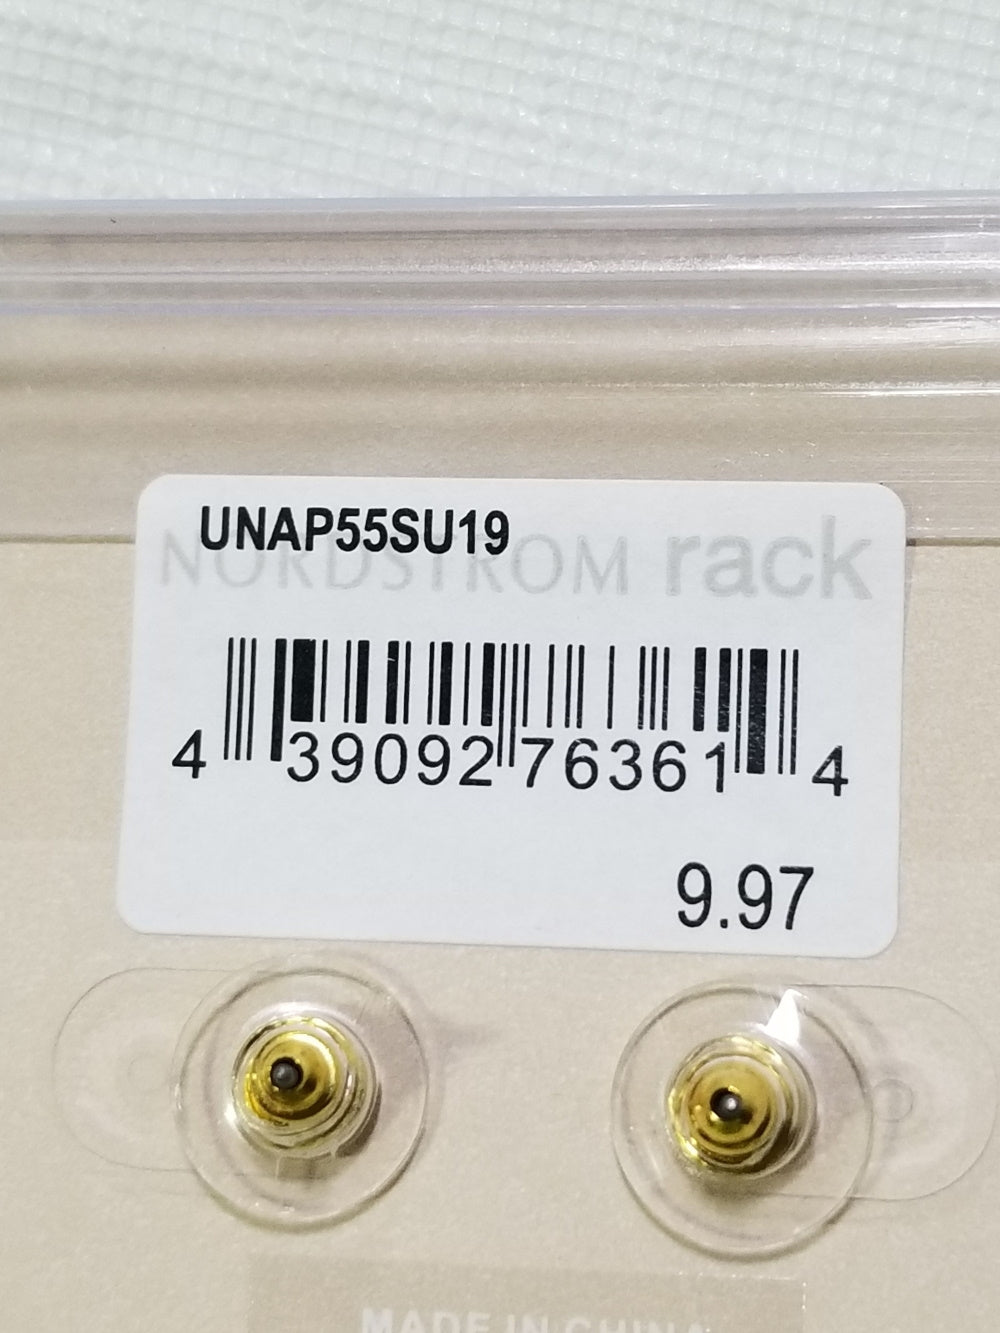 UNAP55SU19
NORDSTROM rack
4 39092 76361 4
9.97
MADE IN CHINA